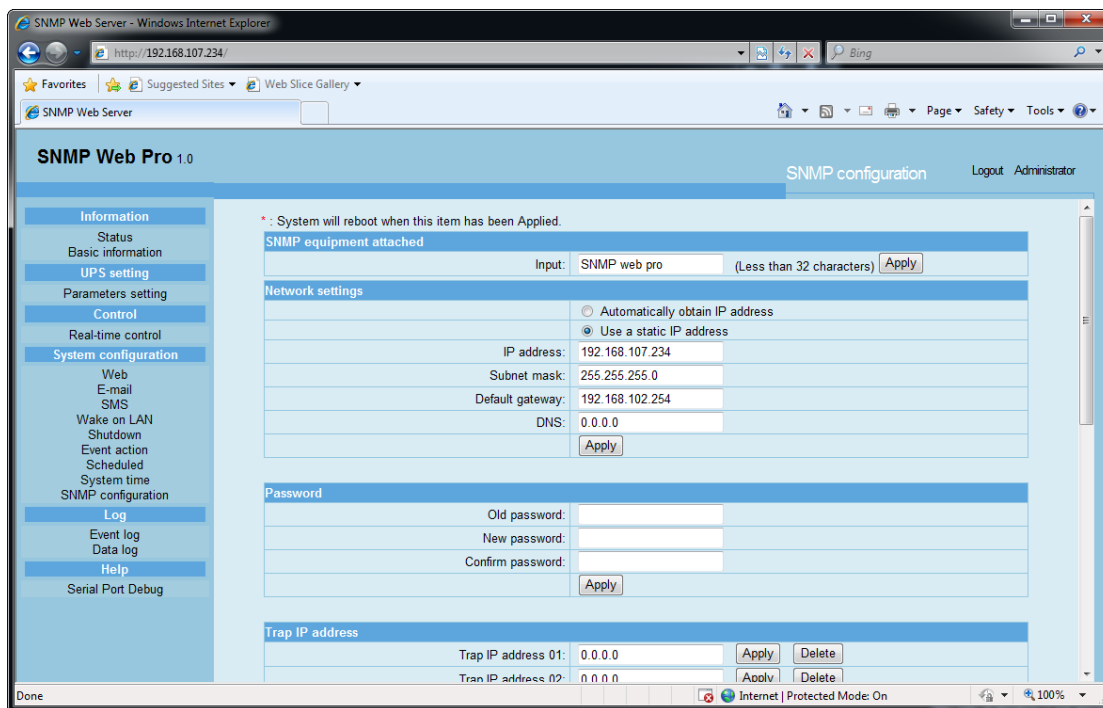 SNMP Web Server - Windows Internet Explorer
http://192.168.107.234/
Bing
Favorites Suggested Sites Web Slice Gallery
SNMP Web Server
Page Safety Tools
SNMP Web Pro 1.0
SNMP configuration
Logout Administrator
Information
Status
Basic information
UPS setting
Parameters setting
Control
Real-time control
System configuration
Web
E-mail
SMS
Wake on LAN
Shutdown
Event action
Scheduled
System time
SNMP configuration
Log
Event log
Data log
Help
Serial Port Debug
* : System will reboot when this item has been Applied.
SNMP equipment attached
Input: SNMP web pro (Less than 32 characters) Apply
Network settings
Automatically obtain IP address
Use a static IP address
IP address: 192.168.107.234
Subnet mask: 255.255.255.0
Default gateway: 192.168.102.254
DNS: 0.0.0.0
Apply
Password
Old password:
New password:
Confirm password:
Apply
Trap IP address
Trap IP address 01: 0.0.0.0 Apply Delete
Trap IP address 02: 0.0.0.0 Apply Delete
Done
Internet | Protected Mode: On
100%